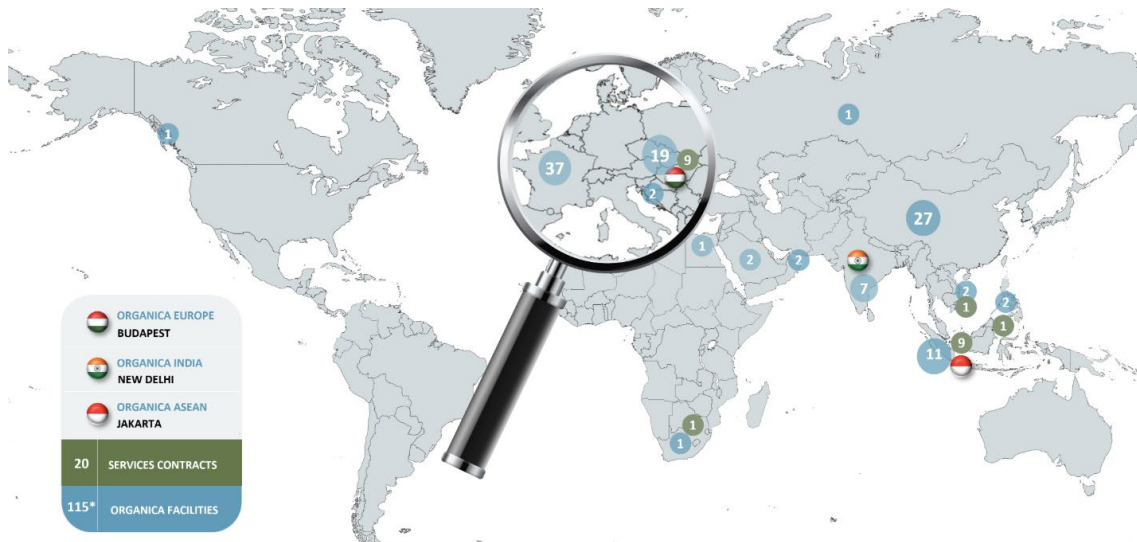 1
1
37
19
9
2
27
1
2
2
7
2
1
2
1
9
11
1
1
ORGANICA EUROPE
BUDAPEST
ORGANICA INDIA
NEW DELHI
ORGANICA ASEAN
JAKARTA
20 SERVICES CONTRACTS
115* ORGANICA FACILITIES